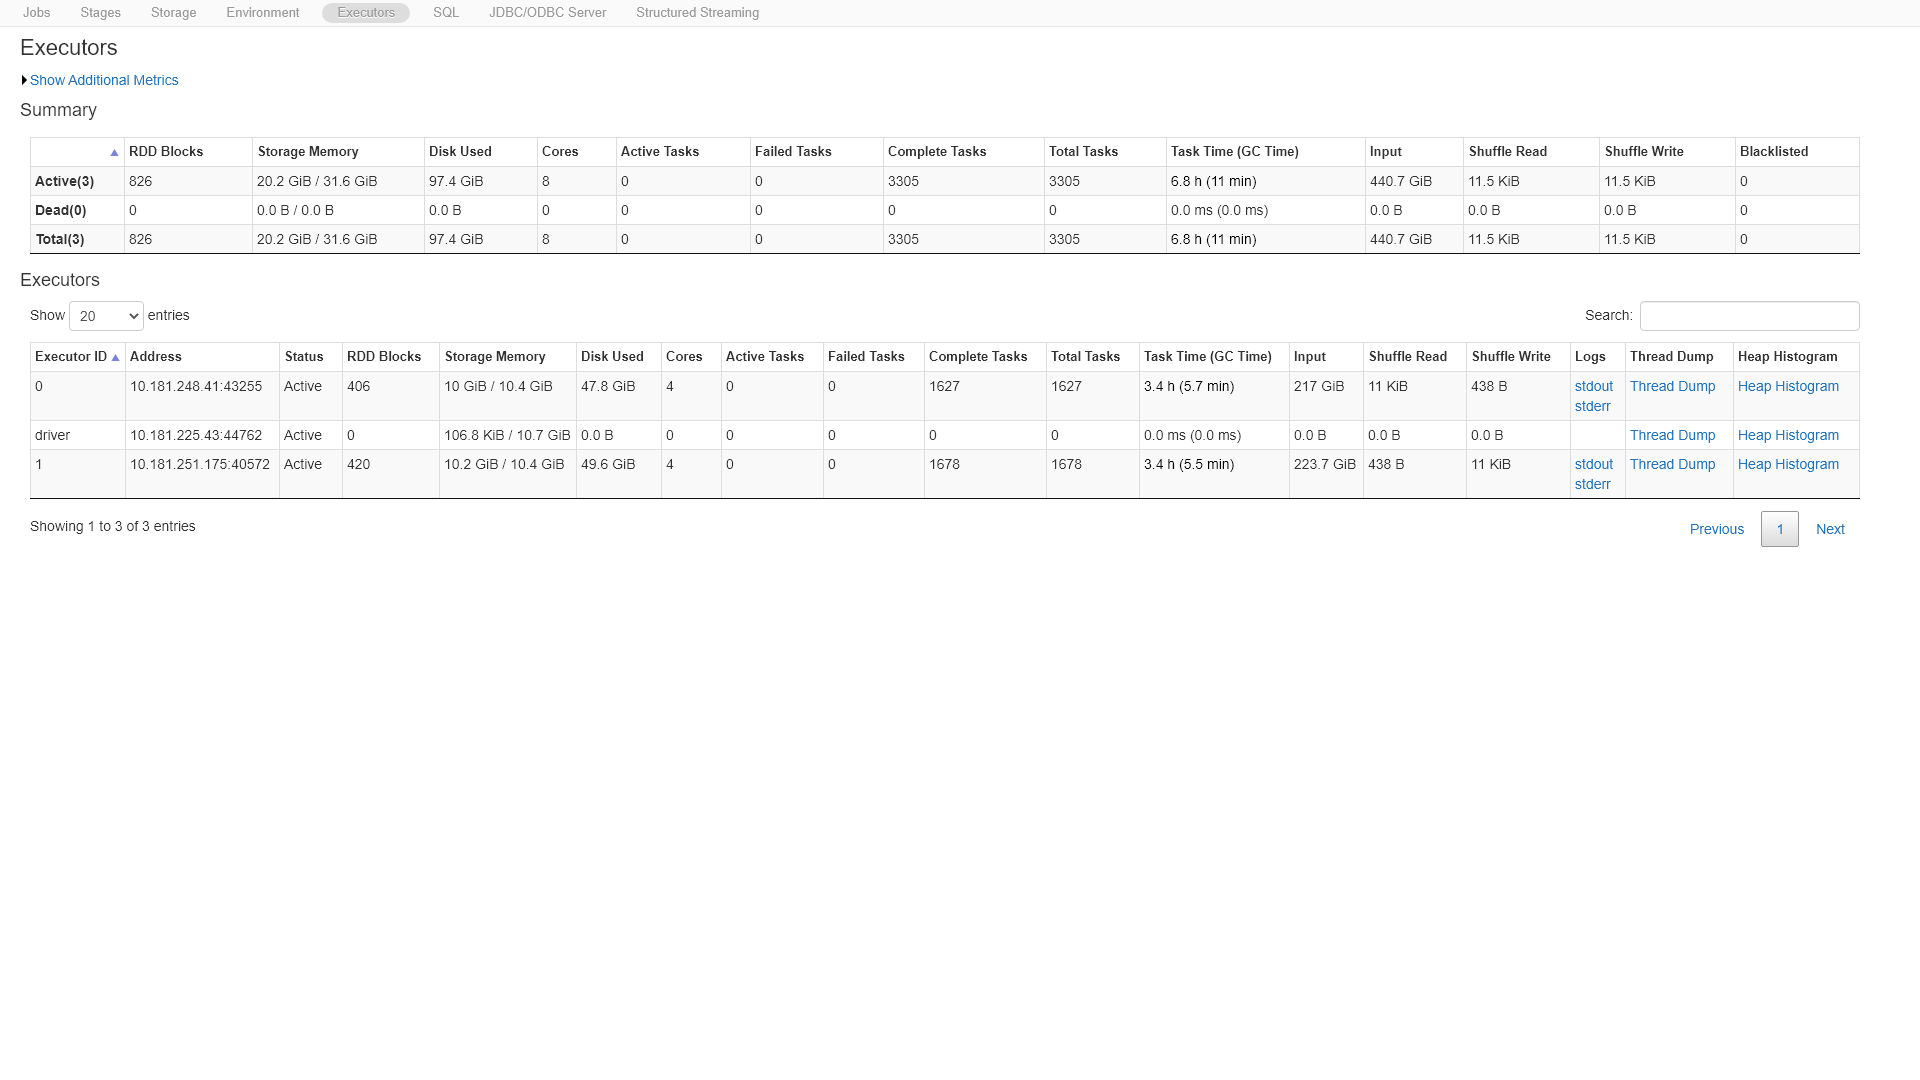 Jobs Stages Storage Environment Executors SQL JDBC/ODBC Server Structured Streaming
Executors
Show Additional Metrics
Summary
RDD Blocks Storage Memory Disk Used Cores Active Tasks Failed Tasks Complete Tasks Total Tasks Task Time (GC Time) Input Shuffle Read Shuffle Write Blacklisted
Active(3) 826 20.2 GiB / 31.6 GiB 97.4 GiB 8 0 0 3305 3305 6.8 h (11 min) 440.7 GiB 11.5 KiB 11.5 KiB 0
Dead(0) 0 0.0 B / 0.0 B 0.0 B 0 0 0 0 0 0.0 ms (0.0 ms) 0.0 B 0.0 B 0.0 B 0
Total(3) 826 20.2 GiB / 31.6 GiB 97.4 GiB 8 0 0 3305 3305 6.8 h (11 min) 440.7 GiB 11.5 KiB 11.5 KiB 0
Executors
Show 20 entries Search:
Executor ID Address Status RDD Blocks Storage Memory Disk Used Cores Active Tasks Failed Tasks Complete Tasks Total Tasks Task Time (GC Time) Input Shuffle Read Shuffle Write Logs Thread Dump Heap Histogram
0 10.181.248.41:43255 Active 406 10 GiB / 10.4 GiB 47.8 GiB 4 0 0 1627 1627 3.4 h (5.7 min) 217 GiB 11 KiB 438 B stdout Thread Dump Heap Histogram
stderr
driver 10.181.225.43:44762 Active 0 106.8 KiB / 10.7 GiB 0.0 B 0 0 0 0 0 0.0 ms (0.0 ms) 0.0 B 0.0 B 0.0 B Thread Dump Heap Histogram
1 10.181.251.175:40572 Active 420 10.2 GiB / 10.4 GiB 49.6 GiB 4 0 0 1678 1678 3.4 h (5.5 min) 223.7 GiB 438 B 11 KiB stdout Thread Dump Heap Histogram
stderr
Showing 1 to 3 of 3 entries Previous 1 Next